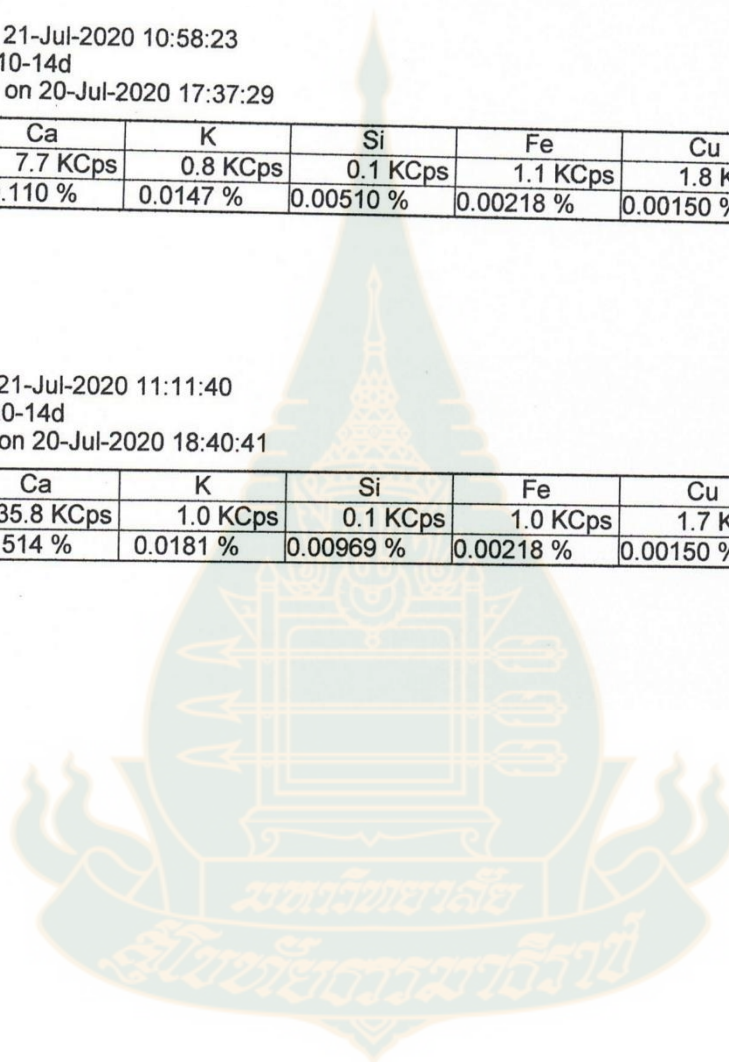 21-Jul-2020 10:58:23
10-14d
on 20-Jul-2020 17:37:29
Ca K Si Fe Cu
7.7 KCps 0.8 KCps 0.1 KCps 1.1 KCps 1.8 K
.110 % 0.0147 % 0.00510 % 0.00218 % 0.00150 %
21-Jul-2020 11:11:40
0-14d
on 20-Jul-2020 18:40:41
Ca K Si Fe Cu
35.8 KCps 1.0 KCps 0.1 KCps 1.0 KCps 1.7 K
514 % 0.0181 % 0.00969 % 0.00218 % 0.00150 %
มหาวิทยาลัย
สุโขทัยธรรมาธิราช